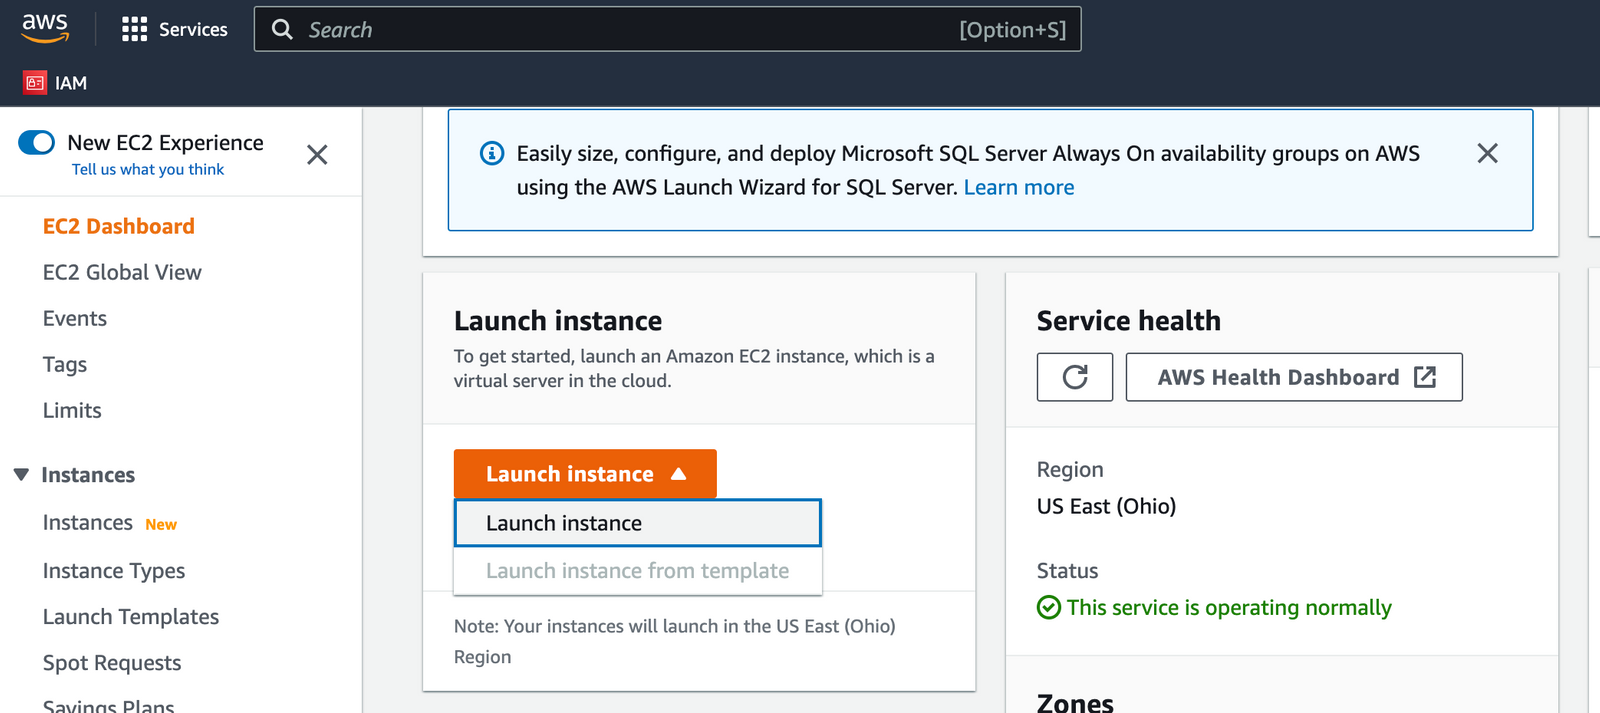 aws
Services
Search
[Option+S]
IAM
New EC2 Experience
Tell us what you think
EC2 Dashboard
EC2 Global View
Events
Tags
Limits
Instances
Instances New
Instance Types
Launch Templates
Spot Requests
Savings Plans
Easily size, configure, and deploy Microsoft SQL Server Always On availability groups on AWS
using the AWS Launch Wizard for SQL Server. Learn more
Launch instance
To get started, launch an Amazon EC2 instance, which is a
virtual server in the cloud.
Launch instance
Launch instance
Launch instance from template
Note: Your instances will launch in the US East (Ohio)
Region
Service health
AWS Health Dashboard
Region
US East (Ohio)
Status
This service is operating normally
Zones